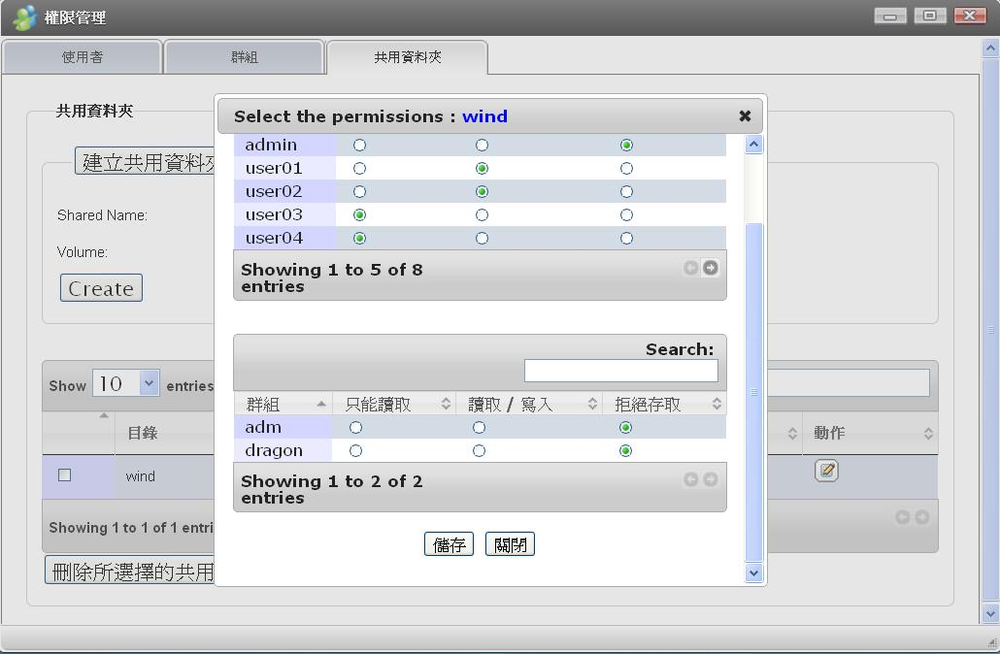 權限管理
使用者
群組
共用資料夾
共用資料夾
建立共用資料夾
Shared Name:
Volume:
Create
Show 10 entries
目錄
動作
wind
Showing 1 to 1 of 1 entri
刪除所選擇的共用
Select the permissions : wind
admin
user01
user02
user03
user04
Showing 1 to 5 of 8
entries
Search:
群組 只能讀取 讀取 / 寫入 拒絕存取
adm
dragon
Showing 1 to 2 of 2
entries
儲存 關閉